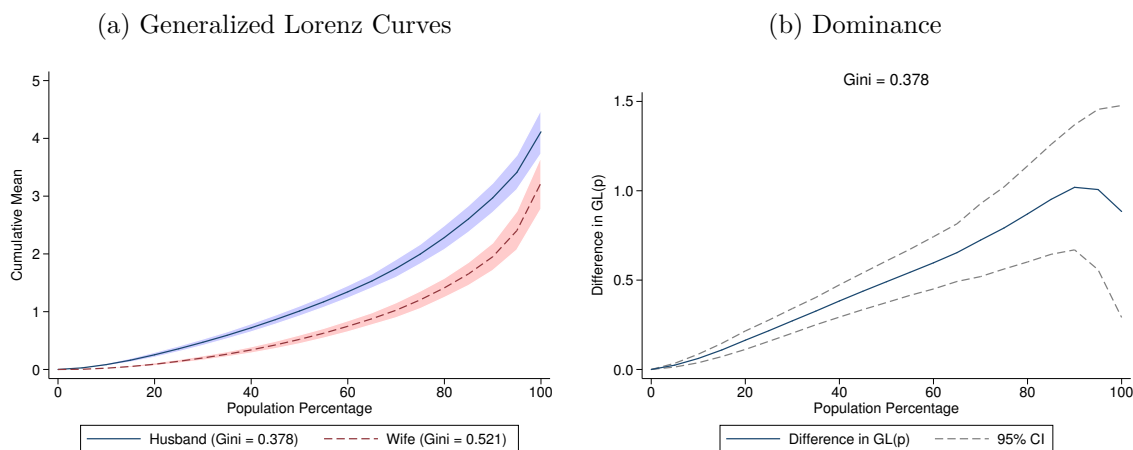 (a) Generalized Lorenz Curves
5
4
3
2
1
0
Cumulative Mean
0 20 40 60 80 100
Population Percentage
Husband (Gini = 0.378) Wife (Gini = 0.521)
(b) Dominance
Gini = 0.378
1.5
1.0
0.5
0.0
Difference in GL(p)
0 20 40 60 80 100
Population Percentage
Difference in GL(p) 95% CI